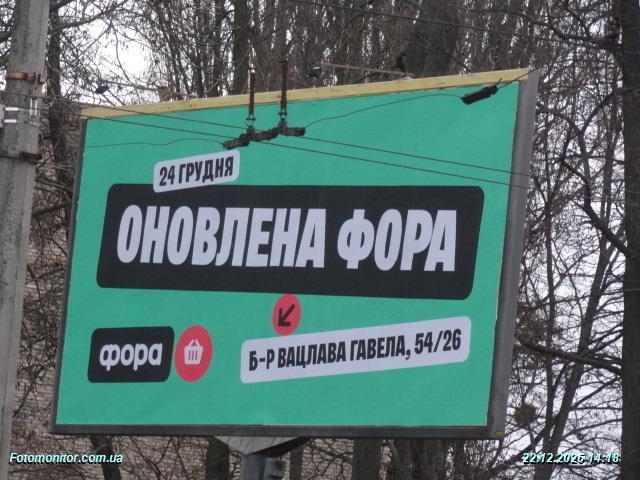 24 ГРУДНЯ
ОНОВЛЕНА ФОРА
фора
Б-Р ВАЦЛАВА ГАВЕЛА, 54/26
Fotomonitor.com.ua
22.12.2025 14:18